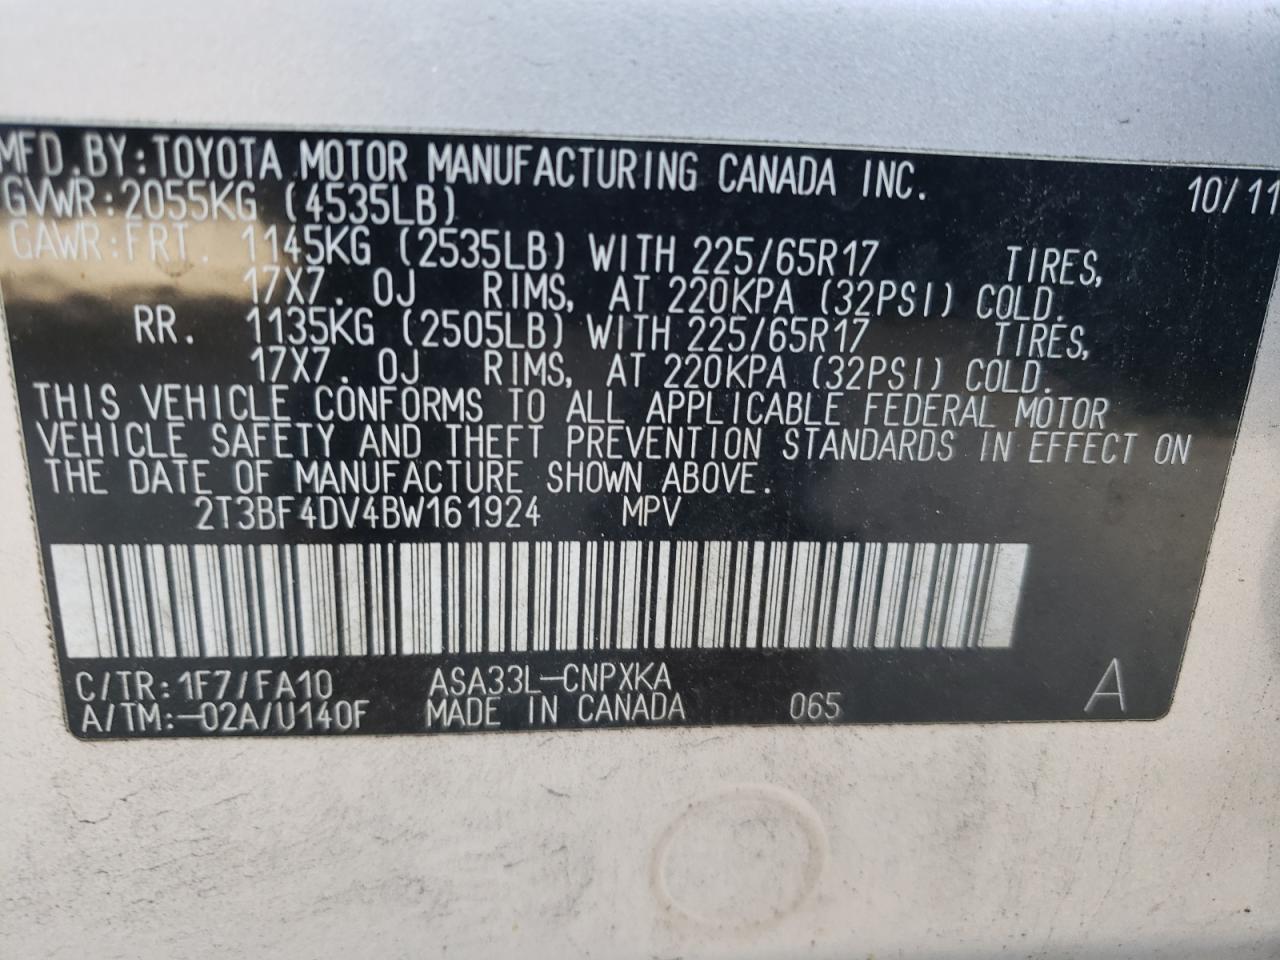 MFD.BY:TOYOTA MOTOR MANUFACTURING CANADA INC. 10/11
GVWR:2055KG (4535LB)
GAWR:FRT. 1145KG (2535LB) WITH 225/65R17 TIRES,
17X7.0J RIMS, AT 220KPA (32PSI) COLD.
RR. 1135KG (2505LB) WITH 225/65R17 TIRES,
17X7.0J RIMS, AT 220KPA (32PSI) COLD.
THIS VEHICLE CONFORMS TO ALL APPLICABLE FEDERAL MOTOR
VEHICLE SAFETY AND THEFT PREVENTION STANDARDS IN EFFECT ON
THE DATE OF MANUFACTURE SHOWN ABOVE.
2T3BF4DV4BW161924 MPV
C/TR:1F7/FA10 ASA33L-CNPXKA A
A/TM:-02A/U140F MADE IN CANADA 065